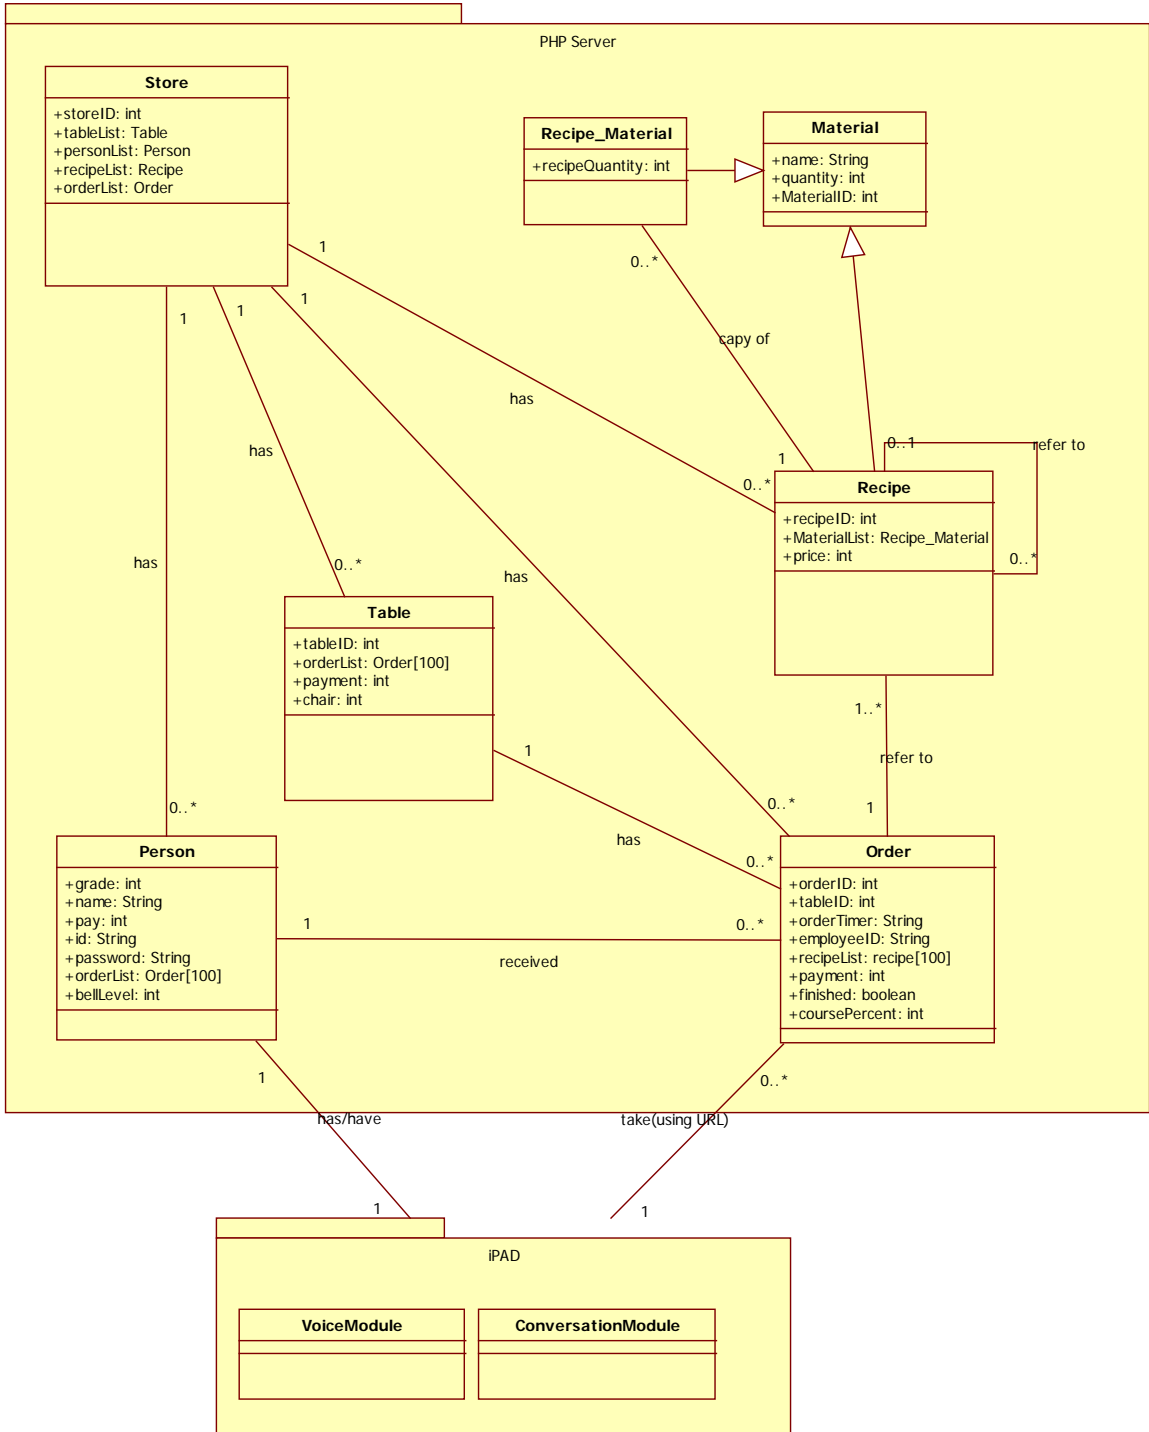 PHP Server
Store
+storeID: int
+tableList: Table
+personList: Person
+recipeList: Recipe
+orderList: Order
Recipe_Material
+recipeQuantity: int
Material
+name: String
+quantity: int
+MaterialID: int
1
1
1
1
0..*
capy of
has
has
1
0..*
0..1
refer to
Recipe
+recipeID: int
+MaterialList: Recipe_Material
+price: int
0..*
has
0..*
has
Table
+tableID: int
+orderList: Order[100]
+payment: int
+chair: int
1..*
refer to
1
1
has
0..*
0..*
0..*
Person
+grade: int
+name: String
+pay: int
+id: String
+password: String
+orderList: Order[100]
+bellLevel: int
Order
+orderID: int
+tableID: int
+orderTimer: String
+employeeID: String
+recipeList: recipe[100]
+payment: int
+finished: boolean
+coursePercent: int
1
0..*
received
1
0..*
has/have
take(using URL)
1
1
iPAD
VoiceModule
ConversationModule